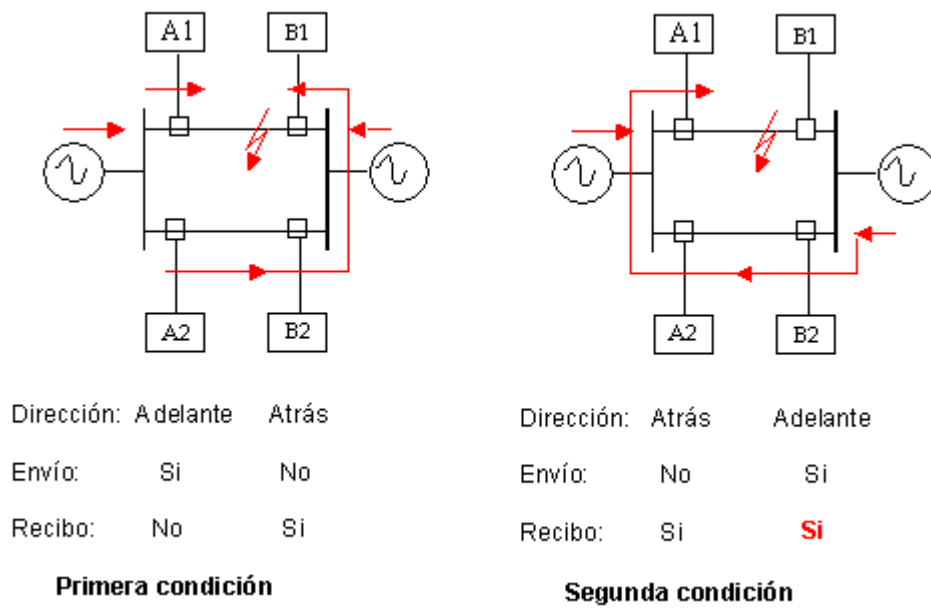 A1 B1 A1 B1
A2 B2 A2 B2
Dirección: Adelante Atrás Dirección: Atrás Adelante
Envío: Si No Envío: No Si
Recibo: No Si Recibo: Si Si
Primera condición Segunda condición